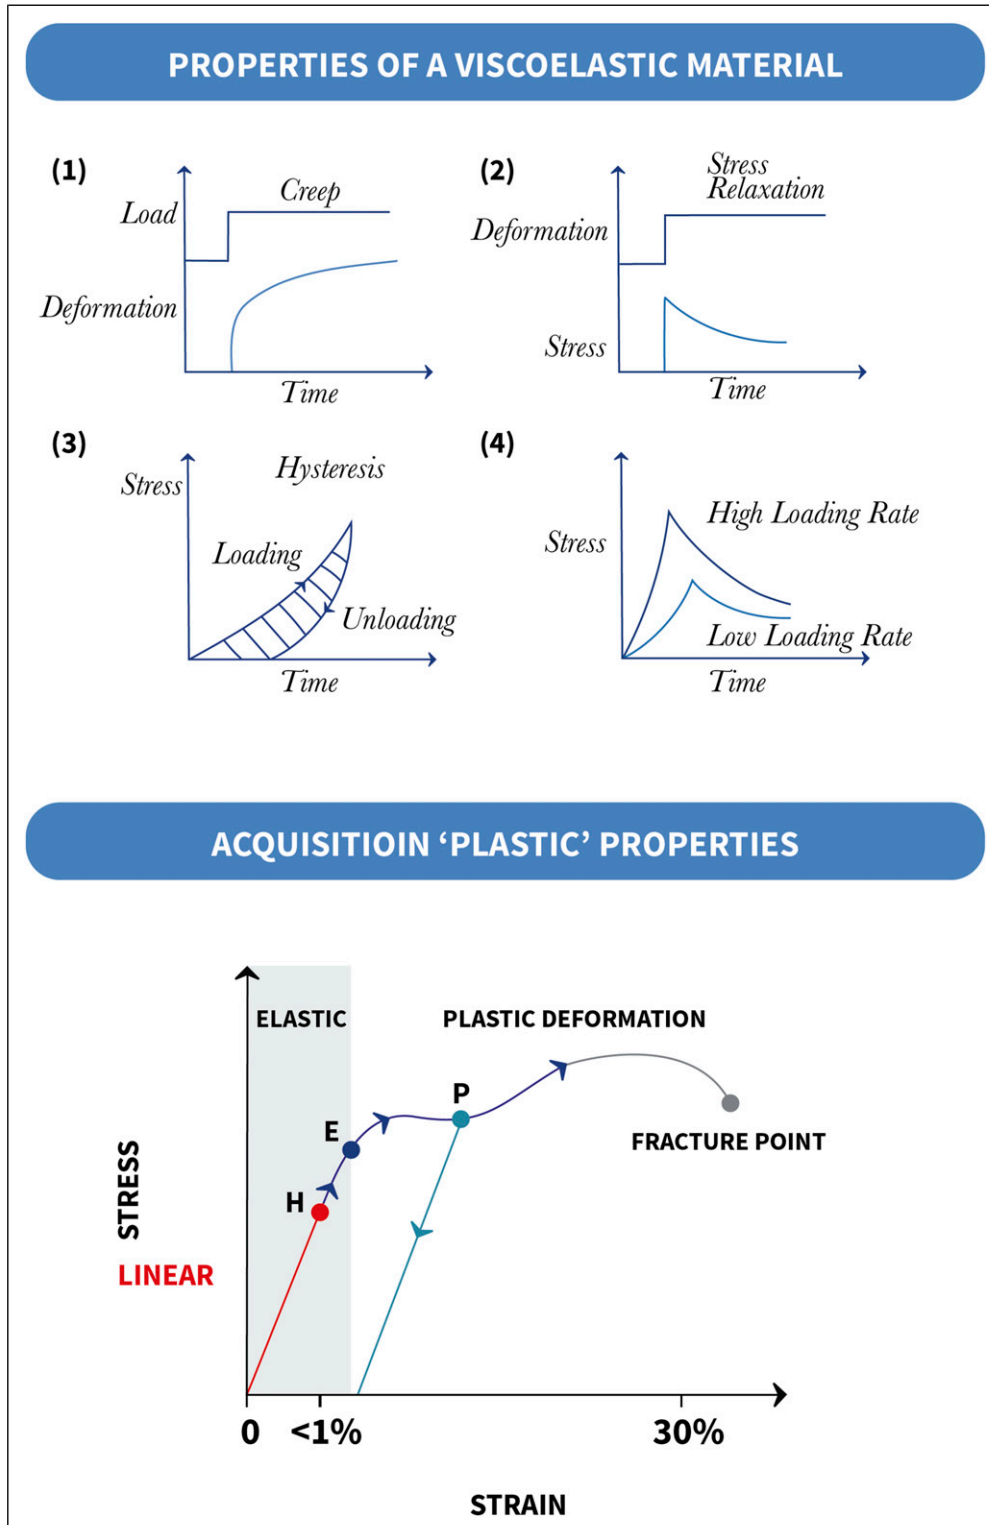 PROPERTIES OF A VISCOELASTIC MATERIAL
(1)
Load
Creep
Deformation
Time
(2)
Stress
Relaxation
Deformation
Stress
Time
(3)
Stress
Hysteresis
Loading
Unloading
Time
(4)
Stress
High Loading Rate
Low Loading Rate
Time
ACQUISITIOIN ‘PLASTIC’ PROPERTIES
ELASTIC
PLASTIC DEFORMATION
P
E
H
FRACTURE POINT
STRESS
LINEAR
0
<1%
30%
STRAIN